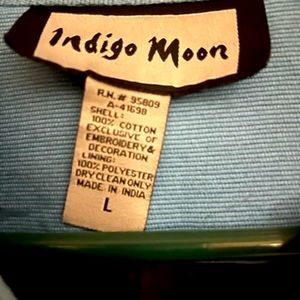 Indigo Moon
R.N. # 95809
A-41698
SHELL:
100% COTTON
EXCLUSIVE OF
EMBROIDERY &
DECORATION
LINING:
100% POLYESTER
DRY CLEAN ONLY
MADE IN INDIA
L